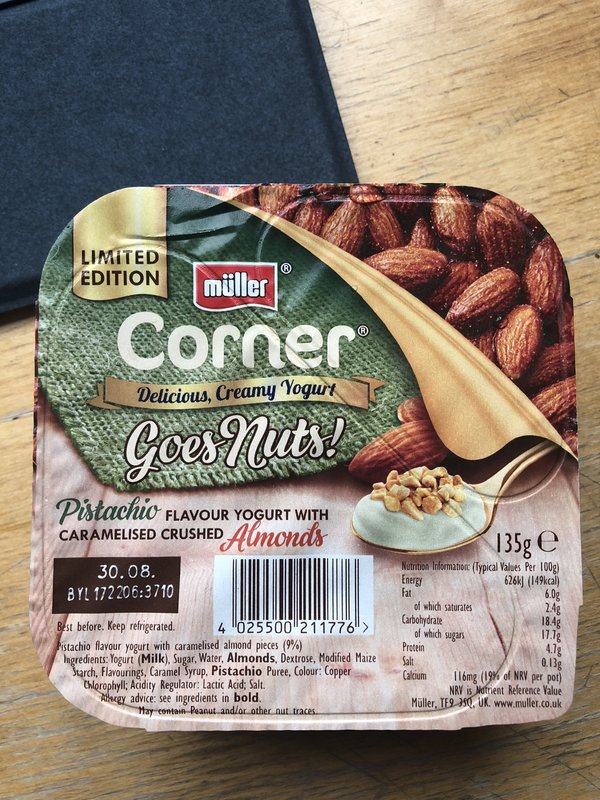 LIMITED
EDITION
müller®
Corner®
Delicious, Creamy Yogurt
Goes Nuts!
Pistachio FLAVOUR YOGURT WITH
CARAMELISED CRUSHED Almonds
135g e
30.08.
BYL172206:3710
Best before. Keep refrigerated.
4 025500 211776 >
Pistachio flavour yogurt with caramelised almond pieces (9%)
Ingredients: Yogurt (Milk), Sugar, Water, Almonds, Dextrose, Modified Maize
Starch, Flavourings, Caramel Syrup, Pistachio Puree, Colour: Copper
Chlorophyll; Acidity Regulator: Lactic Acid; Salt.
Allergy advice: see ingredients in bold.
May contain Peanut and/or other nut traces.
Nutrition Information: (Typical Values Per 100g)
Energy 626kJ (149kcal)
Fat 6.0g
of which saturates 2.4g
Carbohydrate 18.4g
of which sugars 17.7g
Protein 4.7g
Salt 0.13g
Calcium 116mg (19% of NRV per pot)
NRV is Nutrient Reference Value
Müller, TF9 3SQ, UK. www.muller.co.uk